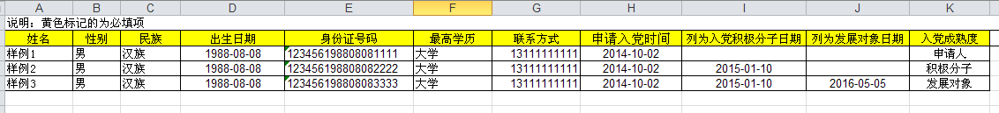 A B C D E F G H I J K
说明：黄色标记的为必填项
姓名 性别 民族 出生日期 身份证号码 最高学历 联系方式 申请入党时间 列为入党积极分子日期 列为发展对象日期 入党成熟度
样例1 男 汉族 1988-08-08 123456198808081111 大学 13111111111 2014-10-02 申请人
样例2 男 汉族 1988-08-08 123456198808082222 大学 13111111111 2014-10-02 2015-01-10 积极分子
样例3 男 汉族 1988-08-08 123456198808083333 大学 13111111111 2014-10-02 2015-01-10 2016-05-05 发展对象